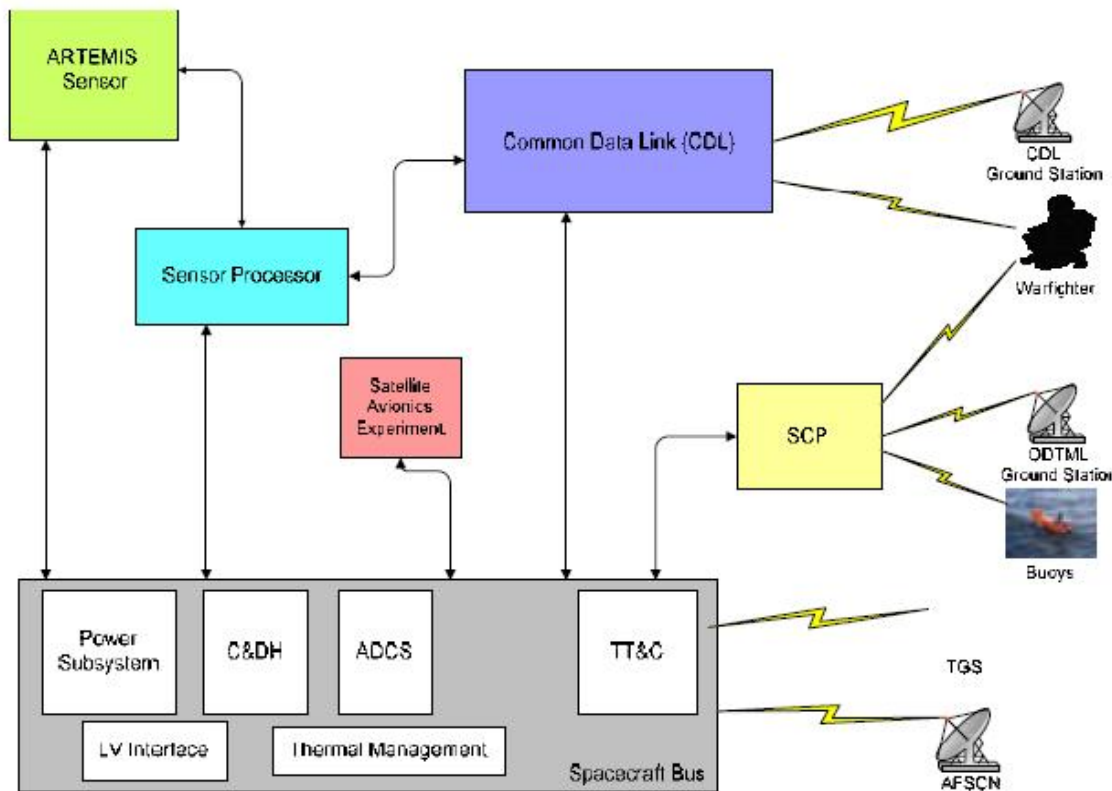 ARTEMIS
Sensor
Common Data Link (CDL)
CDL
Ground Station
Sensor Processor
Warfighter
Satellite
Avionics
Experiment
SCP
ODTML
Ground Station
Buoys
Power
Subsystem
C&DH
ADCS
TT&C
TGS
LV Interface
Thermal Management
Spacecraft Bus
AFSCN